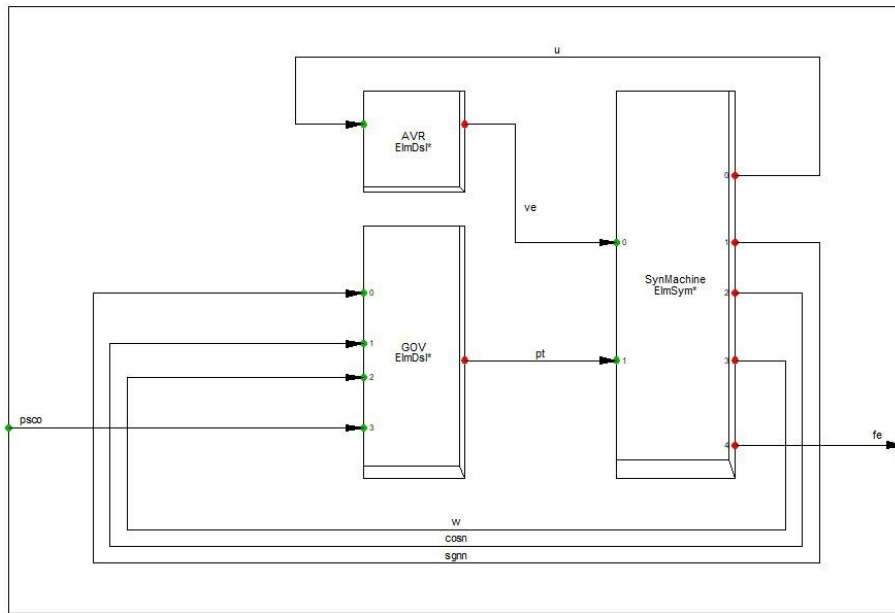 u
AVR
ElmDsl*
0
ve
0
1
SynMachine
ElmSym*
0
2
1
GOV
ElmDsl*
pt
1
3
2
psco
3
fe
4
w
cosn
sgnn